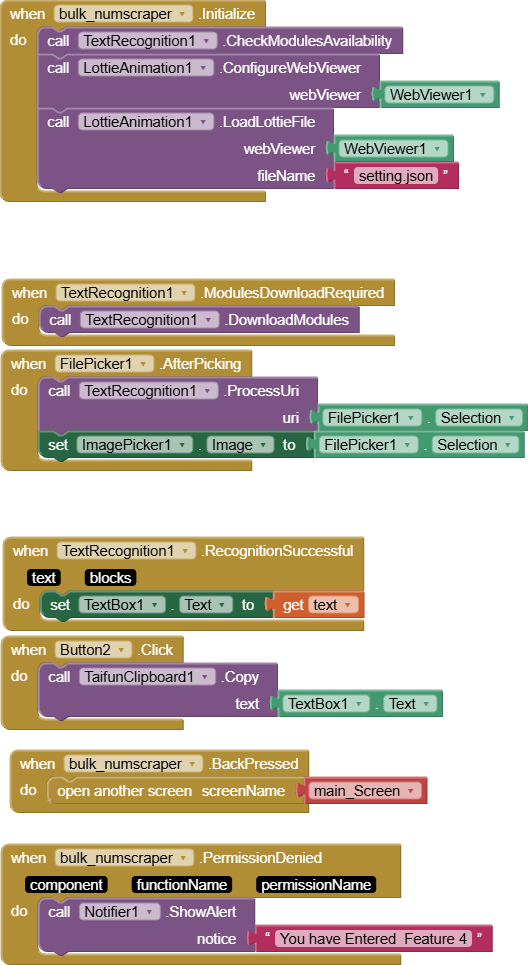 when bulk_numscraper .Initialize
do call TextRecognition1 .CheckModulesAvailability
call LottieAnimation1 .ConfigureWebViewer
webViewer WebViewer1
call LottieAnimation1 .LoadLottieFile
webViewer WebViewer1
fileName “ setting.json ”
when TextRecognition1 .ModulesDownloadRequired
do call TextRecognition1 .DownloadModules
when FilePicker1 .AfterPicking
do call TextRecognition1 .ProcessUri
uri FilePicker1 . Selection
set ImagePicker1 . Image to FilePicker1 . Selection
when TextRecognition1 .RecognitionSuccessful
text blocks
do set TextBox1 . Text to get text
when Button2 .Click
do call TaifunClipboard1 .Copy
text TextBox1 . Text
when bulk_numscraper .BackPressed
do open another screen screenName main_Screen
when bulk_numscraper .PermissionDenied
component functionName permissionName
do call Notifier1 .ShowAlert
notice “ You have Entered Feature 4 ”